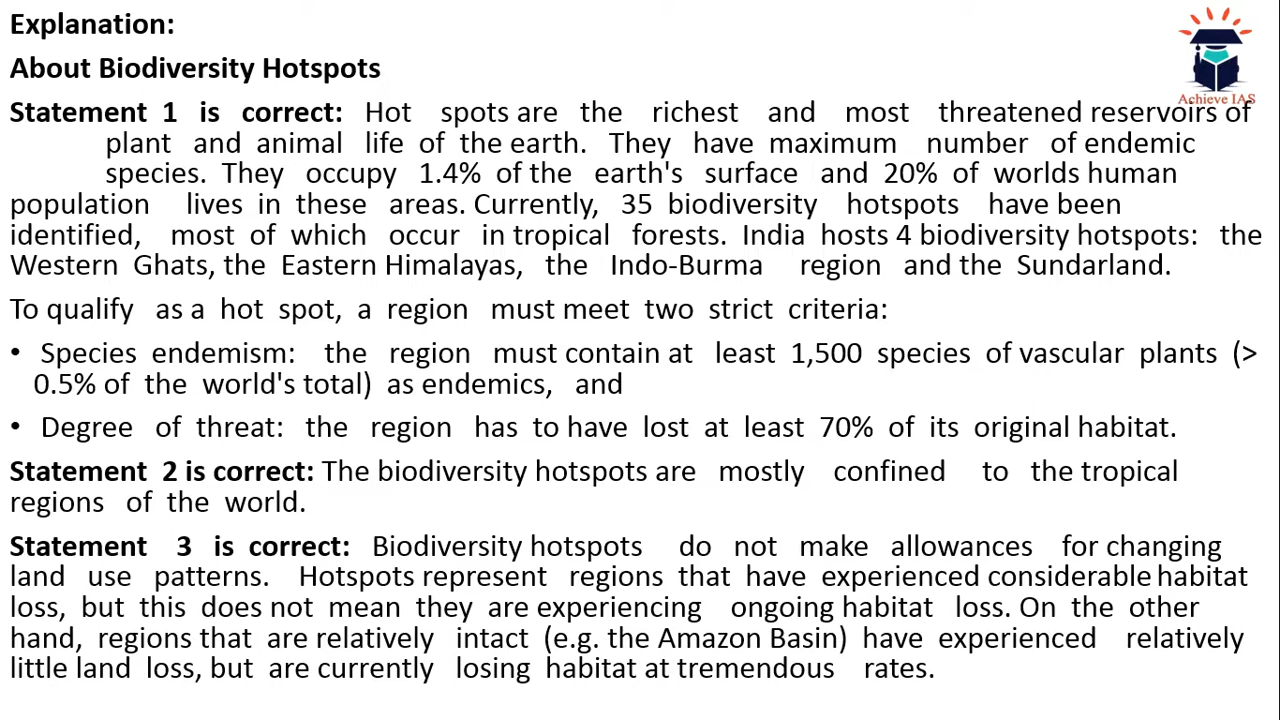 Explanation:
About Biodiversity Hotspots
Achieve IAS
Statement 1 is correct: Hot spots are the richest and most threatened reservoirs of
plant and animal life of the earth. They have maximum number of endemic
species. They occupy 1.4% of the earth's surface and 20% of worlds human
population lives in these areas. Currently, 35 biodiversity hotspots have been
identified, most of which occur in tropical forests. India hosts 4 biodiversity hotspots: the
Western Ghats, the Eastern Himalayas, the Indo-Burma region and the Sundarland.
To qualify as a hot spot, a region must meet two strict criteria:
• Species endemism: the region must contain at least 1,500 species of vascular plants (>
0.5% of the world's total) as endemics, and
• Degree of threat: the region has to have lost at least 70% of its original habitat.
Statement 2 is correct: The biodiversity hotspots are mostly confined to the tropical
regions of the world.
Statement 3 is correct: Biodiversity hotspots do not make allowances for changing
land use patterns. Hotspots represent regions that have experienced considerable habitat
loss, but this does not mean they are experiencing ongoing habitat loss. On the other
hand, regions that are relatively intact (e.g. the Amazon Basin) have experienced relatively
little land loss, but are currently losing habitat at tremendous rates.